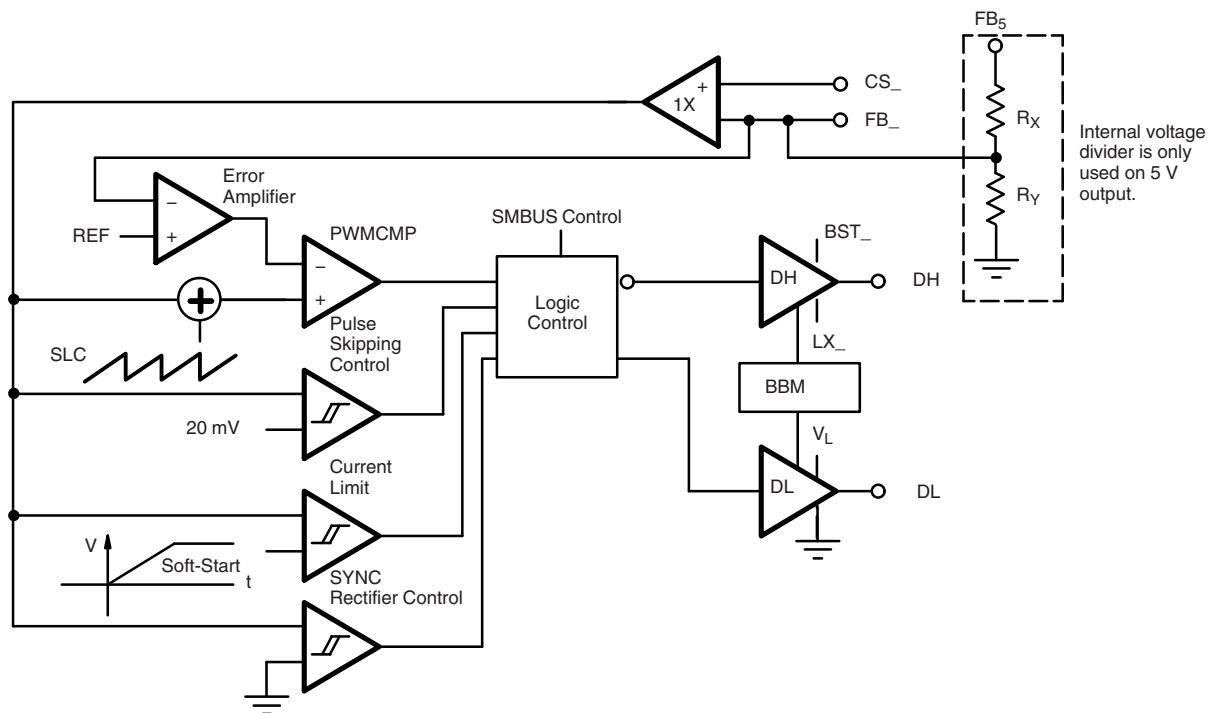 FB5
CS_
1X
+
FB_
RX
Internal voltage
divider is only
used on 5 V
output.
RY
Error
Amplifier
−
REF
+
SMBUS Control
PWMCMP
−
+
BST_
DH
DH
Logic
Control
LX_
+
SLC
Pulse
Skipping
Control
20 mV
BBM
VL
Current
Limit
DL
DL
V
Soft-Start
t
SYNC
Rectifier Control